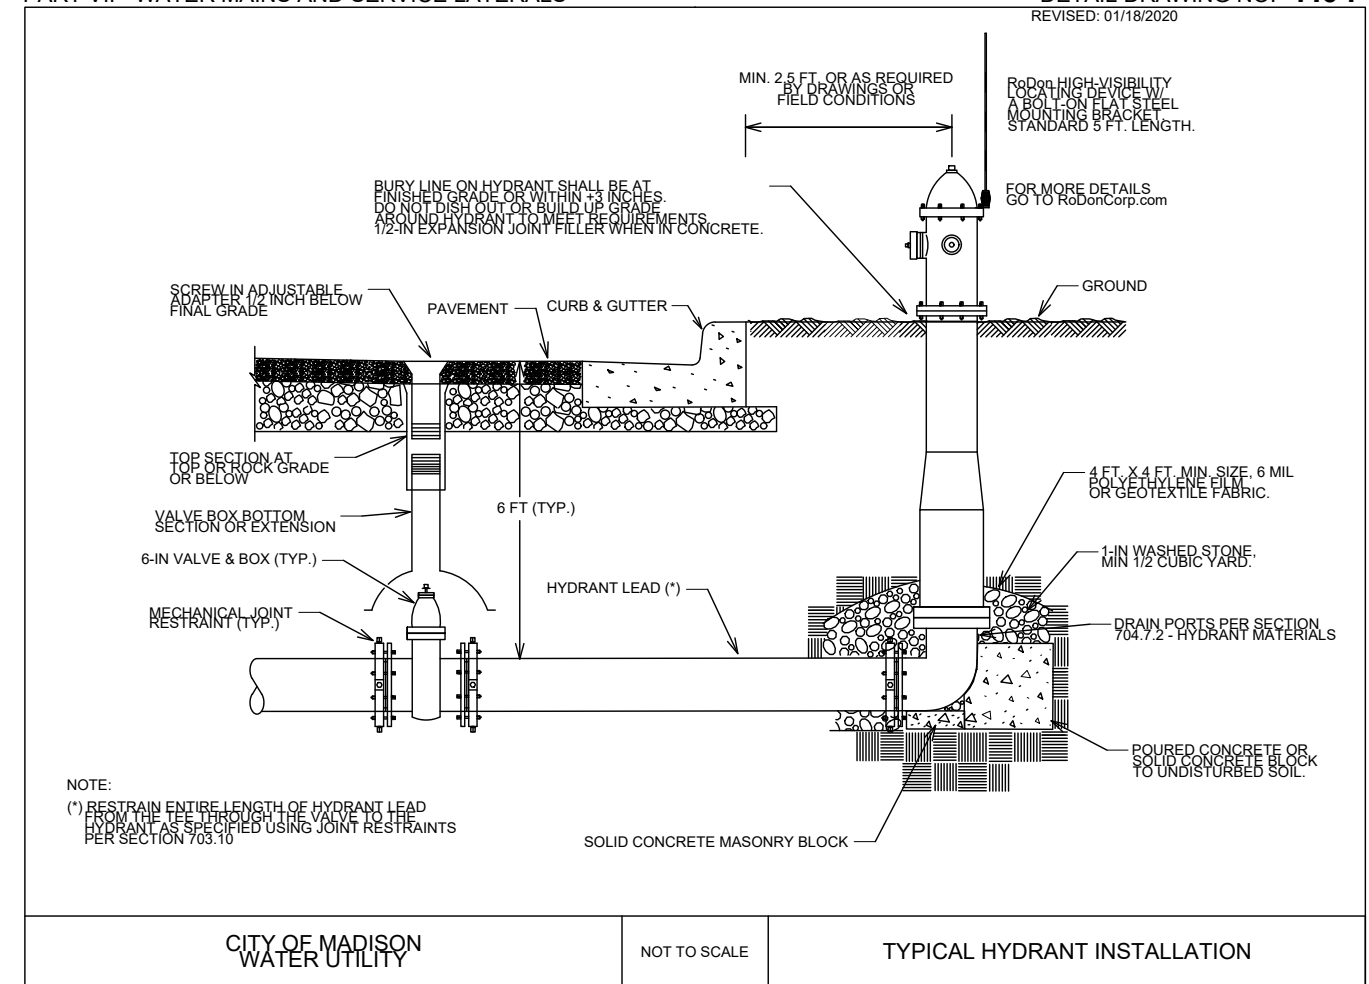 REVISED: 01/18/2020
MIN. 2.5 FT. OR AS REQUIRED
BY DRAWINGS OR
FIELD CONDITIONS
RoDon HIGH-VISIBILITY
LOCATING DEVICE W/
A BOLT-ON FLAT STEEL
MOUNTING BRACKET.
STANDARD 5 FT. LENGTH.
BURY LINE ON HYDRANT SHALL BE AT
FINISHED GRADE OR WITHIN +3 INCHES.
DO NOT DISH OUT OR BUILD UP GRADE
AROUND HYDRANT TO MEET REQUIREMENTS.
1/2-IN EXPANSION JOINT FILLER WHEN IN CONCRETE.
FOR MORE DETAILS
GO TO RoDonCorp.com
SCREW IN ADJUSTABLE
ADAPTER 1/2 INCH BELOW
FINAL GRADE
PAVEMENT
CURB & GUTTER
GROUND
TOP SECTION AT
TOP OR ROCK GRADE
OR BELOW
4 FT. X 4 FT. MIN. SIZE, 6 MIL
POLYETHYLENE FILM
OR GEOTEXTILE FABRIC.
VALVE BOX BOTTOM
SECTION OR EXTENSION
6 FT (TYP.)
6-IN VALVE & BOX (TYP.)
1-IN WASHED STONE,
MIN 1/2 CUBIC YARD.
HYDRANT LEAD (*)
MECHANICAL JOINT
RESTRAINT (TYP.)
DRAIN PORTS PER SECTION
704.7.2 - HYDRANT MATERIALS
POURED CONCRETE OR
SOLID CONCRETE BLOCK
TO UNDISTURBED SOIL.
NOTE:
(*) RESTRAIN ENTIRE LENGTH OF HYDRANT LEAD
FROM THE TEE THROUGH THE VALVE TO THE
HYDRANT AS SPECIFIED USING JOINT RESTRAINTS
PER SECTION 703.10
SOLID CONCRETE MASONRY BLOCK
CITY OF MADISON
WATER UTILITY
NOT TO SCALE
TYPICAL HYDRANT INSTALLATION